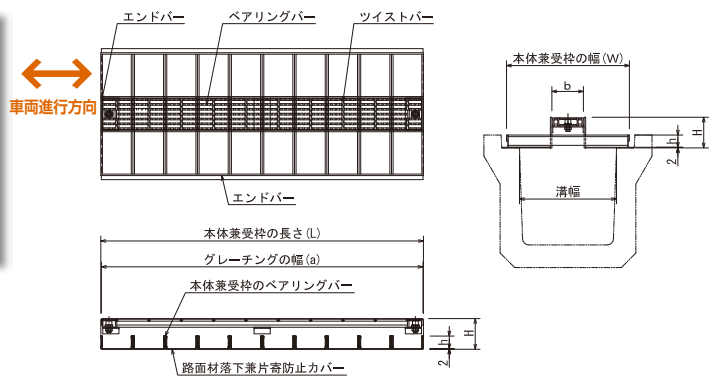 エンドバー
ベアリングバー
ツイストバー
車両進行方向
エンドバー
本体兼受枠の幅(W)
b
H
h
2
溝幅
本体兼受枠の長さ(L)
グレーチングの幅(a)
本体兼受枠のベアリングバー
H
h
2
路面材落下兼片寄防止カバー